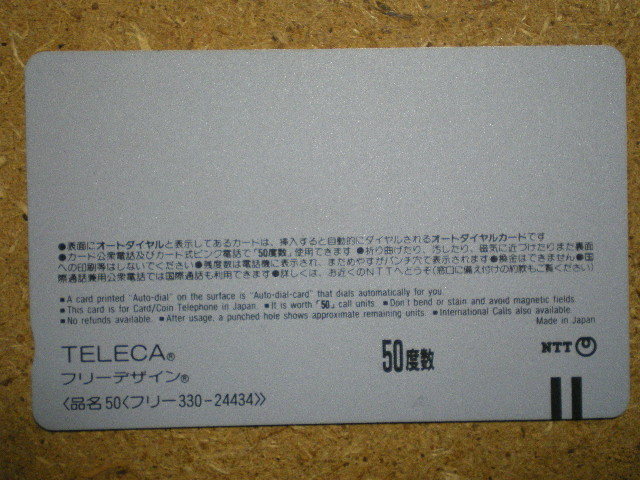 ●表面にオートダイヤルと表示してあるカードは、挿入すると自動的にダイヤルされるオートダイヤルカードです
●カード公衆電話及びカード式ピンク電話で「50度数」使用できます●折り曲げたり、汚したり、磁気に近づけたりまた裏面
への印刷等はしないでください●残度数は電話機に表示され、まためやすがパンチ穴で表示されます●換金はできません●国
際通話兼用公衆電話では国際通話も利用できます●詳しくは、お近くのNTTへどうぞ(窓口に備え付けの約款もご覧ください)
■A card printed "Auto-dial" on the surface is "Auto-dial-card" that dials automatically for you.
■This card is for Card/Coin Telephone in Japan. ■It is worth「50」call units. ■Don't bend or stain and avoid magnetic fields.
■No refunds available. ■After usage, a punched hole shows approximate remaining units. ■International Calls also available.
Made in Japan
TELECA®
50度数
NTT
フリーデザイン®
〈品名50〈フリー330-24434〉〉